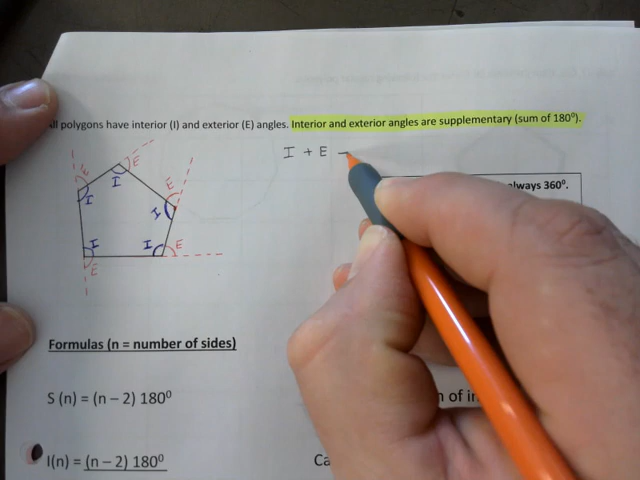 polygons have interior (I) and exterior (E) angles. Interior and exterior angles are supplementary (sum of 180⁰).
I + E
always 360⁰.
E
E
I
I
E
I
I
I
E
E
Formulas (n = number of sides)
S (n) = (n – 2) 180⁰
n of in
I(n) = (n – 2) 180⁰
Ca